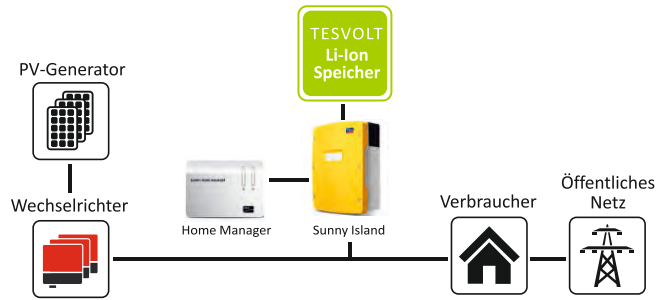 TESVOLT
Li-Ion
Speicher
PV-Generator
Wechselrichter
Home Manager
Sunny Island
Verbraucher
Öffentliches
Netz